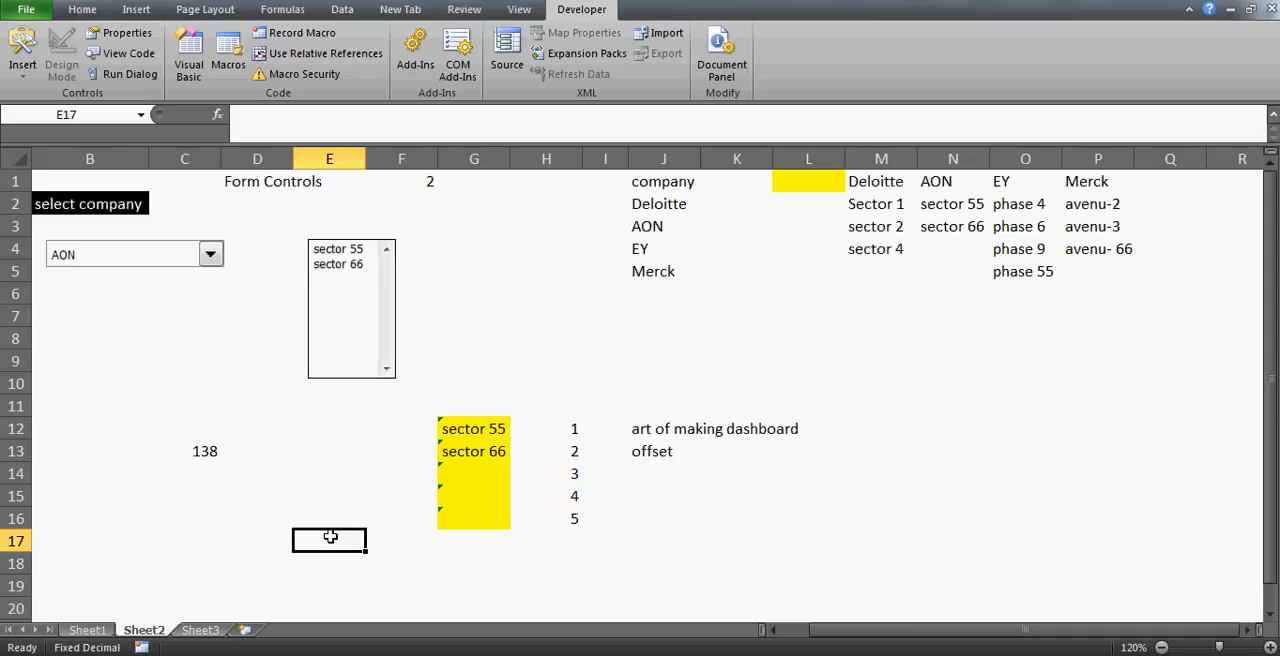 File Home Insert Page Layout Formulas Data New Tab Review View Developer
Properties Record Macro Map Properties Import
View Code Use Relative References Expansion Packs Export
Insert Design Mode Run Dialog Visual Basic Macros Macro Security Add-Ins COM Add-Ins Source Refresh Data Document Panel
Controls Code Add-Ins XML Modify
E17 fx
B C D E F G H I J K L M N O P Q R
1 Form Controls 2 company Deloitte AON EY Merck
2 select company Deloitte Sector 1 sector 55 phase 4 avenu-2
3 AON sector 2 sector 66 phase 6 avenu-3
4 AON sector 55 EY sector 4 phase 9 avenu- 66
sector 66
5 Merck phase 55
6
7
8
9
10
11
12 sector 55 1 art of making dashboard
13 138 sector 66 2 offset
14 3
15 4
16 5
17
18
19
20
Sheet1 Sheet2 Sheet3
Ready Fixed Decimal 120%